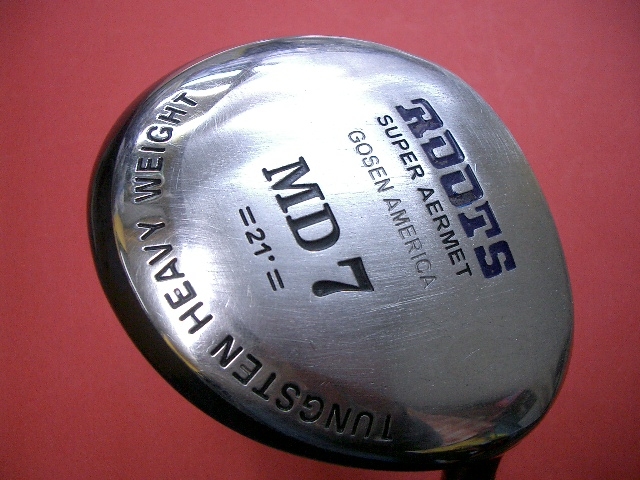 ROOTS
SUPER AERMET
GOSEN AMERICA
MD 7
=21°=
TUNGSTEN HEAVY WEIGHT